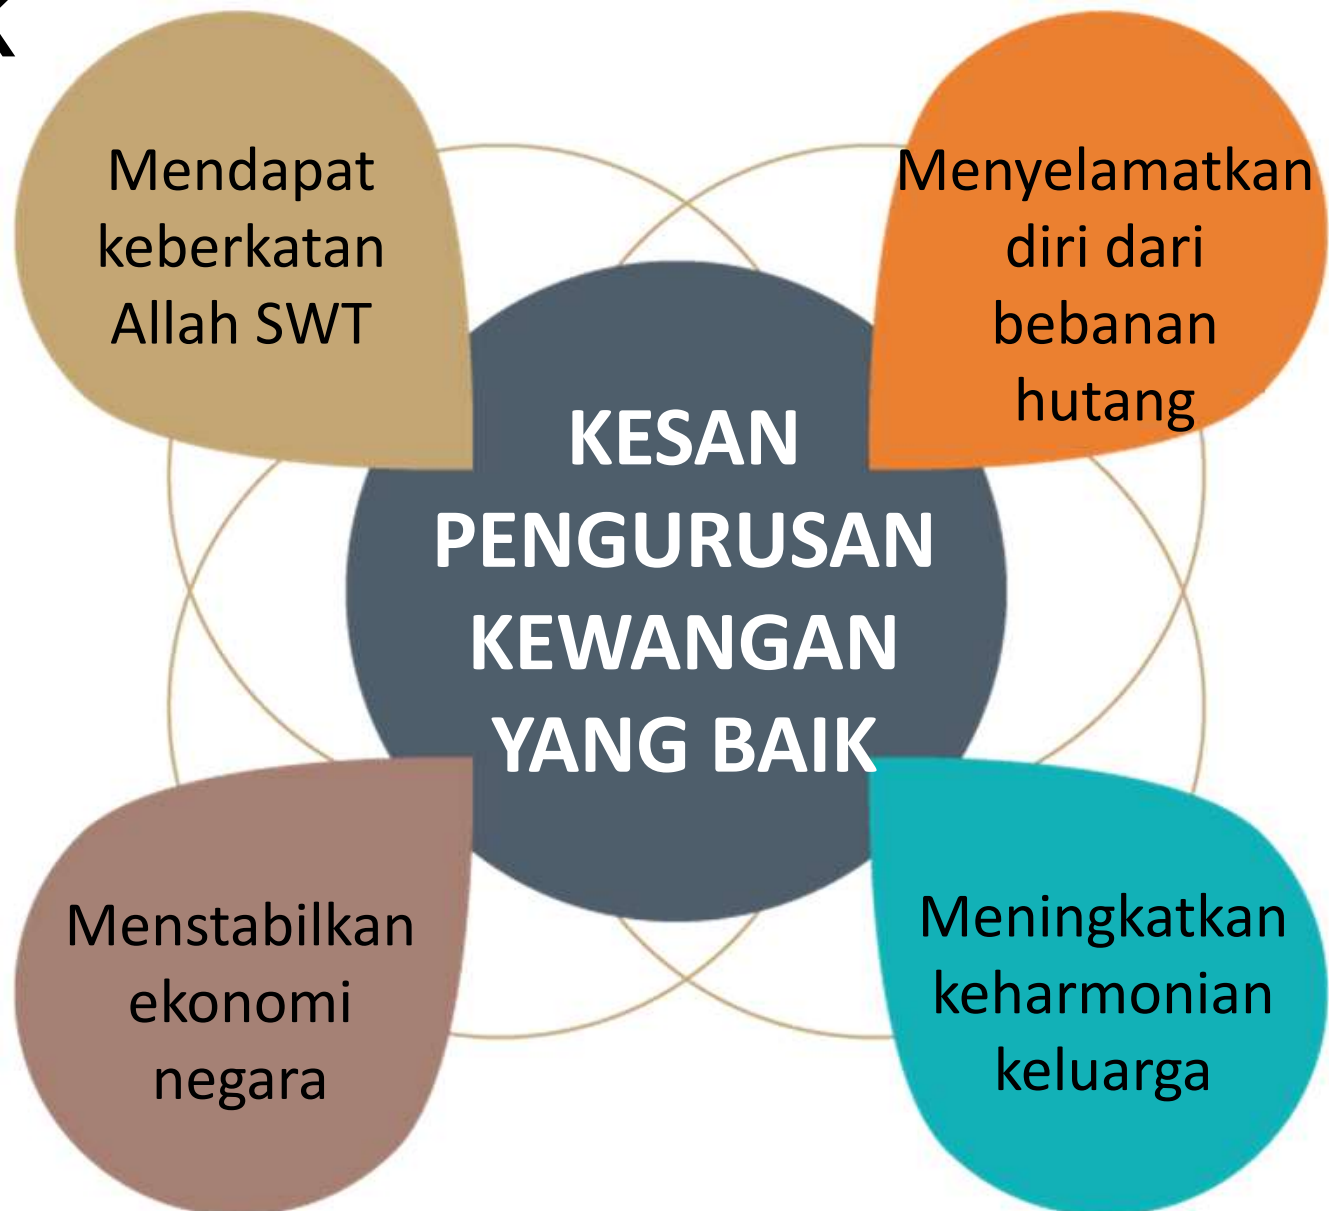 Mendapat
keberkatan
Allah SWT
Menyelamatkan
diri dari
bebanan
hutang
KESAN
PENGURUSAN
KEWANGAN
YANG BAIK
Menstabilkan
ekonomi
negara
Meningkatkan
keharmonian
keluarga